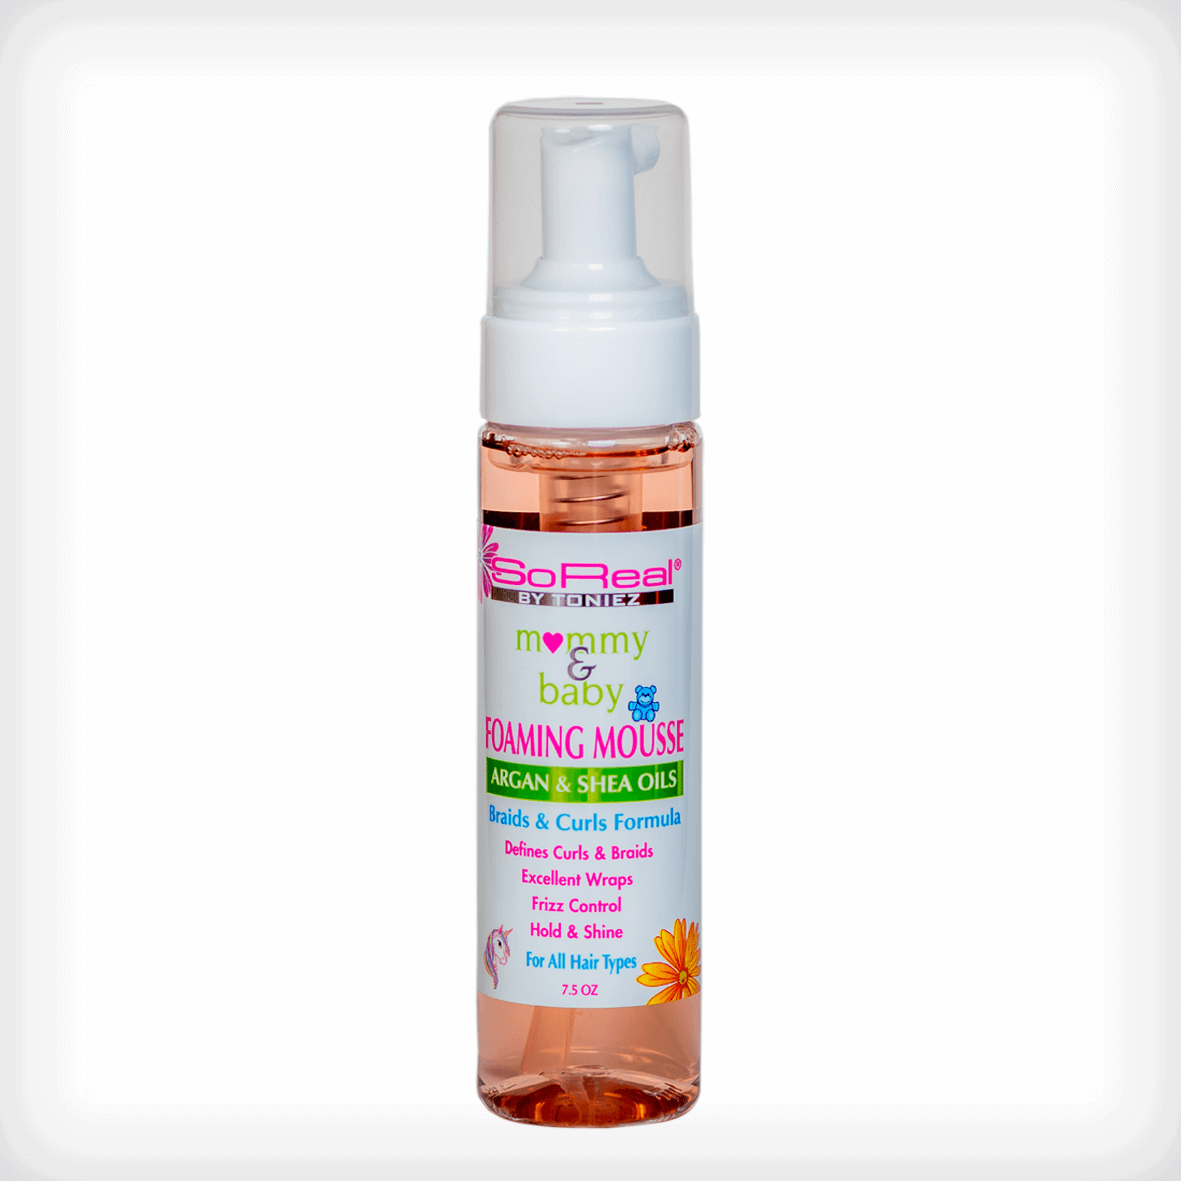 SoReal®
BY TONIEZ
mommy
&
baby
FOAMING MOUSSE
ARGAN & SHEA OILS
Braids & Curls Formula
Defines Curls & Braids
Excellent Wraps
Frizz Control
Hold & Shine
For All Hair Types
7.5 OZ